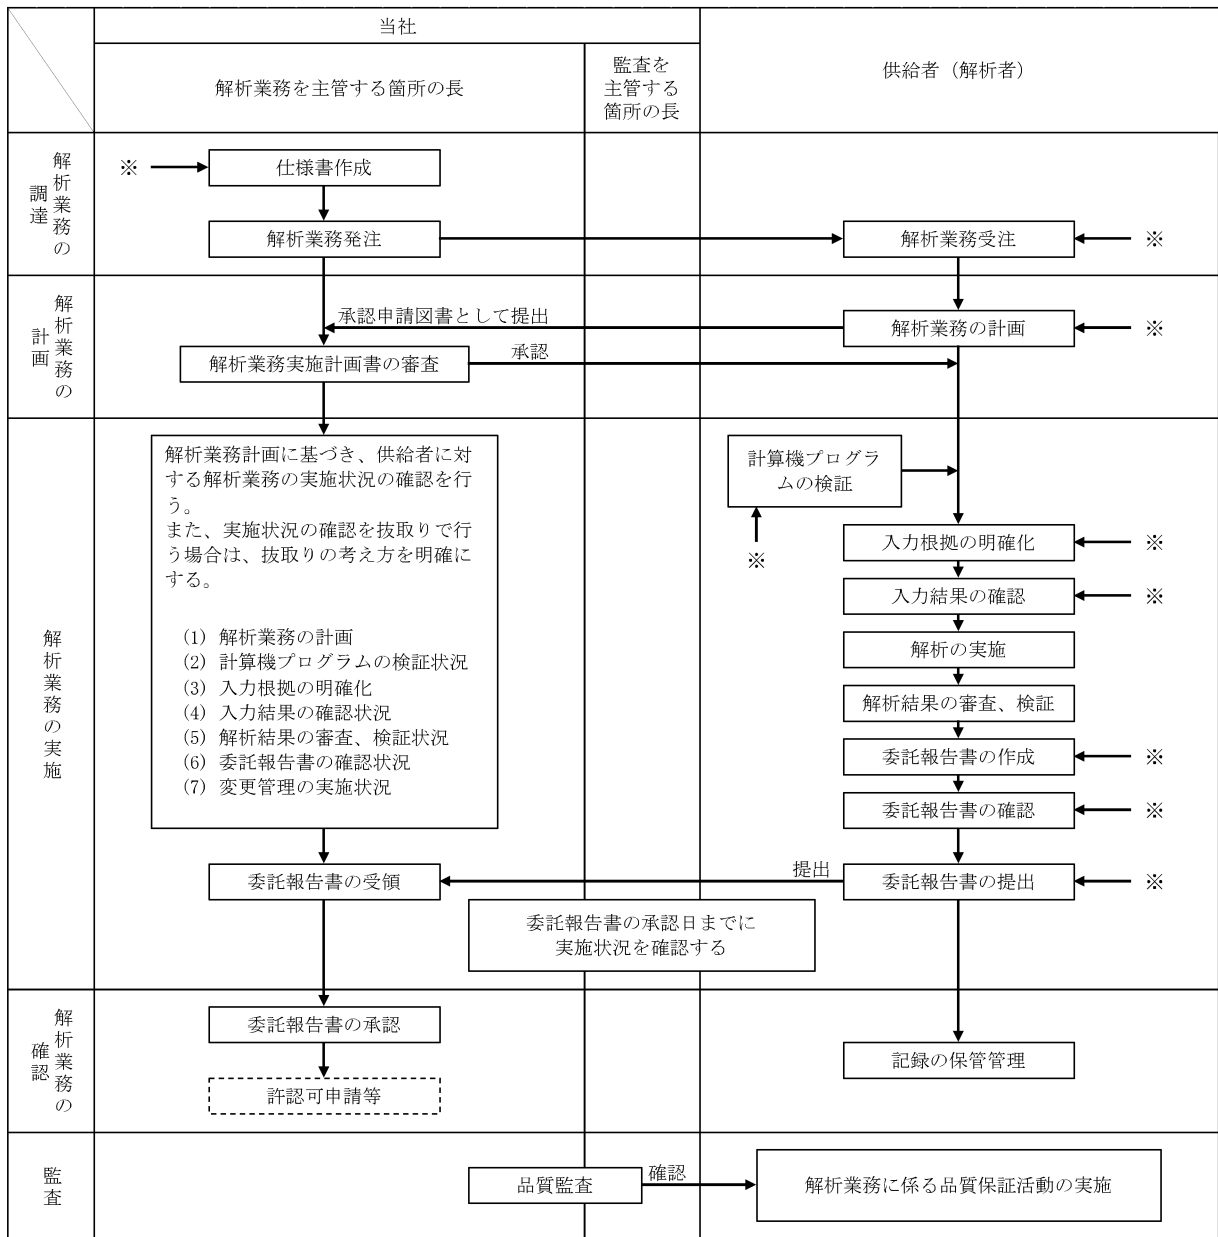 当社
解析業務を主管する箇所の長
監査を
主管する
箇所の長
供給者（解析者）
解析業務の
調達
※
仕様書作成
解析業務発注
解析業務受注
※
解析業務の
計画
承認申請図書として提出
解析業務の計画
※
解析業務実施計画書の審査
承認
解析業務の実施
解析業務計画に基づき、供給者に対
する解析業務の実施状況の確認を行
う。
また、実施状況の確認を抜取りで行
う場合は、抜取りの考え方を明確に
する。
(1) 解析業務の計画
(2) 計算機プログラムの検証状況
(3) 入力根拠の明確化
(4) 入力結果の確認状況
(5) 解析結果の審査、検証状況
(6) 委託報告書の確認状況
(7) 変更管理の実施状況
計算機プログラ
ムの検証
※
入力根拠の明確化
※
入力結果の確認
※
解析の実施
解析結果の審査、検証
委託報告書の作成
※
委託報告書の確認
※
委託報告書の受領
提出
委託報告書の提出
※
委託報告書の承認日までに
実施状況を確認する
解析業務の
確認
委託報告書の承認
記録の保管管理
許認可申請等
監査
品質監査
確認
解析業務に係る品質保証活動の実施